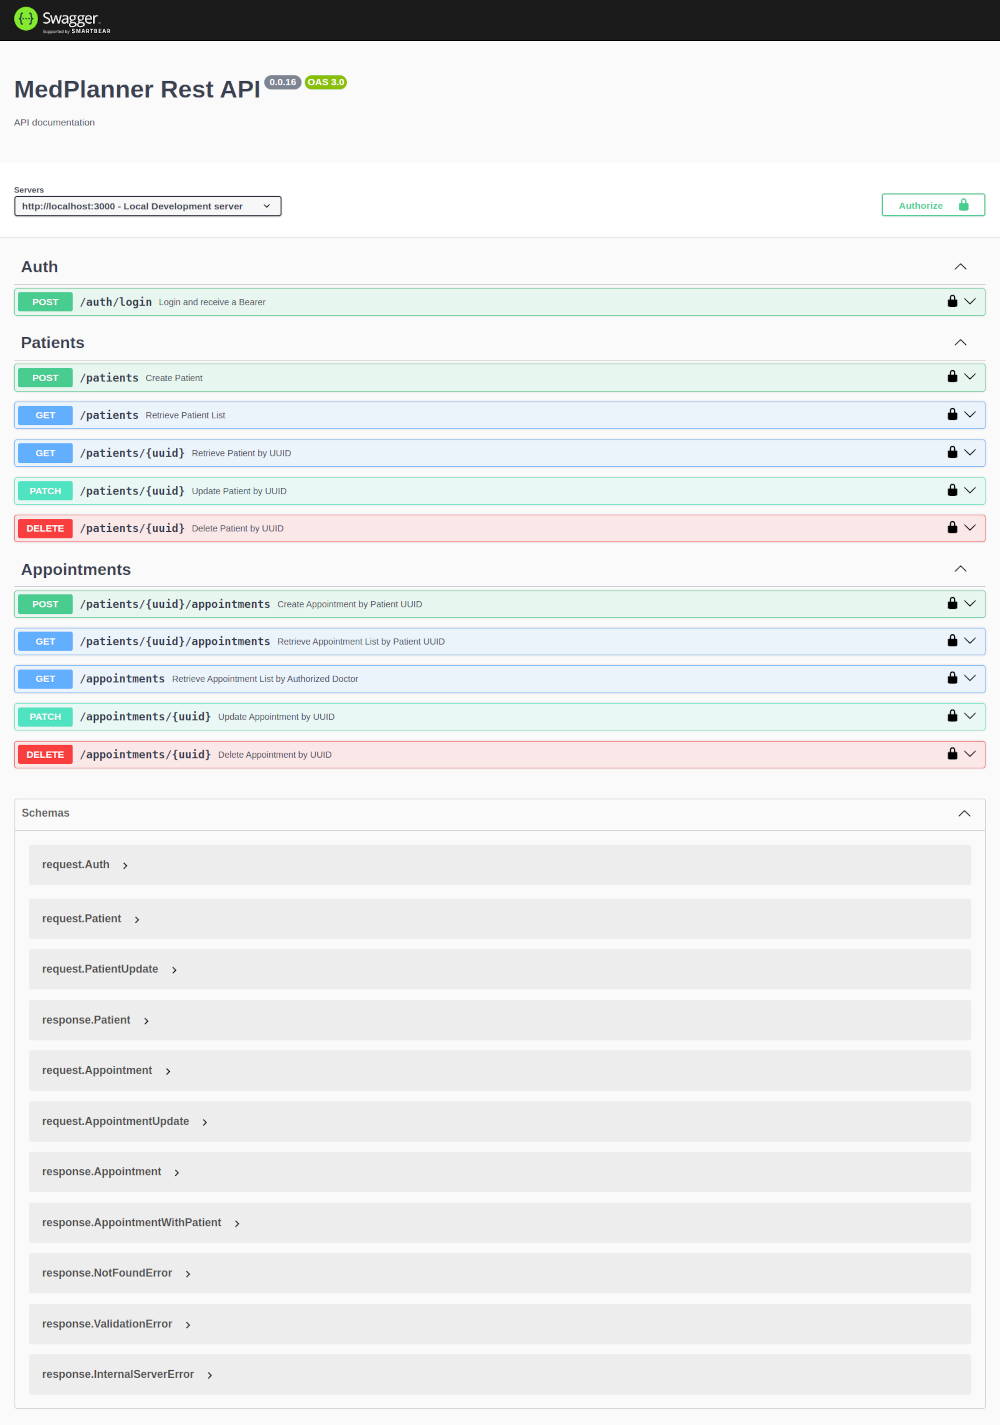 Swagger
Supported by SMARTBEAR
MedPlanner Rest API 0.0.16 OAS 3.0
API documentation
Servers
http://localhost:3000 - Local Development server
Authorize
Auth
POST /auth/login Login and receive a Bearer
Patients
POST /patients Create Patient
GET /patients Retrieve Patient List
GET /patients/{uuid} Retrieve Patient by UUID
PATCH /patients/{uuid} Update Patient by UUID
DELETE /patients/{uuid} Delete Patient by UUID
Appointments
POST /patients/{uuid}/appointments Create Appointment by Patient UUID
GET /patients/{uuid}/appointments Retrieve Appointment List by Patient UUID
GET /appointments Retrieve Appointment List by Authorized Doctor
PATCH /appointments/{uuid} Update Appointment by UUID
DELETE /appointments/{uuid} Delete Appointment by UUID
Schemas
request.Auth
request.Patient
request.PatientUpdate
response.Patient
request.Appointment
request.AppointmentUpdate
response.Appointment
response.AppointmentWithPatient
response.NotFoundError
response.ValidationError
response.InternalServerError